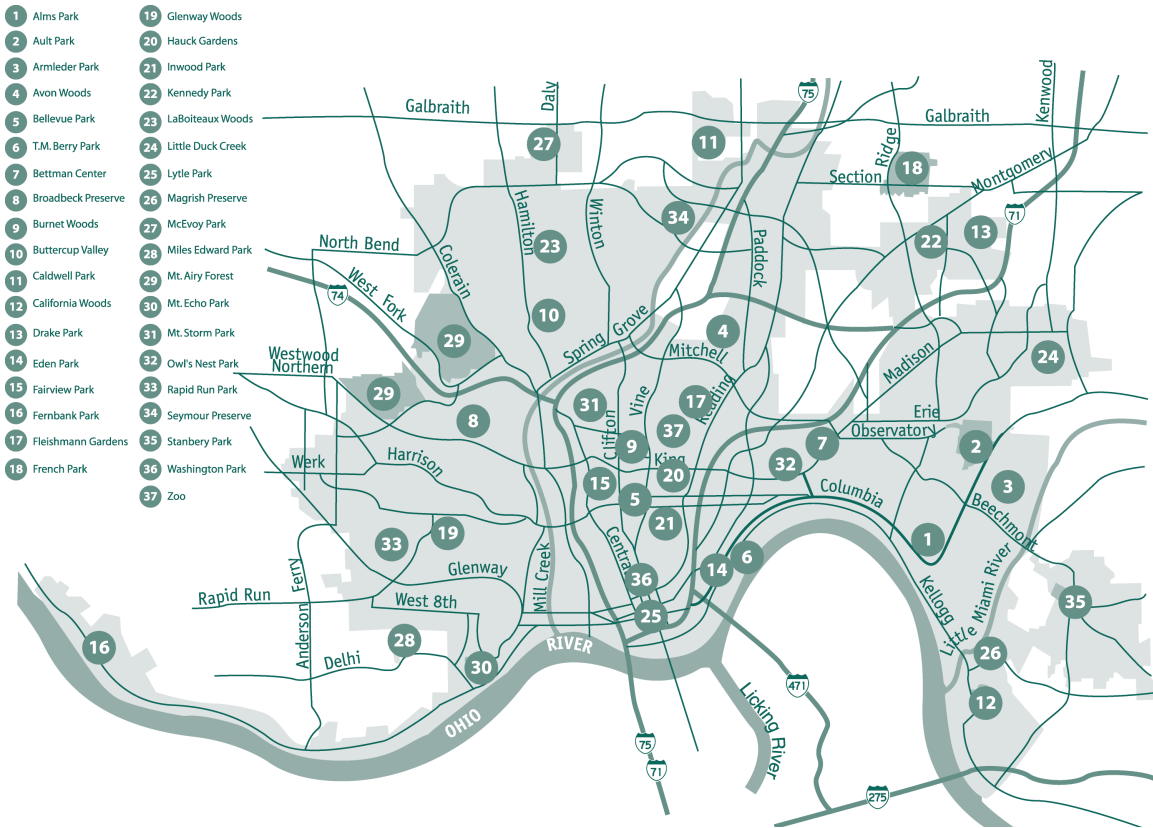 1 Alms Park
2 Ault Park
3 Armleder Park
4 Avon Woods
5 Bellevue Park
6 T.M. Berry Park
7 Bettman Center
8 Broadbeck Preserve
9 Burnet Woods
10 Buttercup Valley
11 Caldwell Park
12 California Woods
13 Drake Park
14 Eden Park
15 Fairview Park
16 Fernbank Park
17 Fleishmann Gardens
18 French Park
19 Glenway Woods
20 Hauck Gardens
21 Inwood Park
22 Kennedy Park
23 LaBoiteaux Woods
24 Little Duck Creek
25 Lytle Park
26 Magrish Preserve
27 McEvoy Park
28 Miles Edward Park
29 Mt. Airy Forest
30 Mt. Echo Park
31 Mt. Storm Park
32 Owl's Nest Park
33 Rapid Run Park
34 Seymour Preserve
35 Stanbery Park
36 Washington Park
37 Zoo
Galbraith
Daly
75
Galbraith
Kenwood
27
11
Ridge
18
Section
Montgomery
71
Hamilton
Winton
34
13
22
Paddock
23
North Bend
Colerain
West Fork
74
10
29
Spring Grove
4
Mitchell
Madison
24
Westwood
Northern
29
31
Vine
17
Reading
Clifton
8
37
Erie
Observatory
7
9
2
King
32
20
Werk
Harrison
15
5
Columbia
3
Beechmont
21
19
33
Central
1
6
14
36
Mill Creek
Glenway
Anderson Ferry
Rapid Run
West 8th
25
Kellogg
Little Miami River
35
28
RIVER
16
Delhi
30
26
471
12
Licking River
OHIO
75
71
275